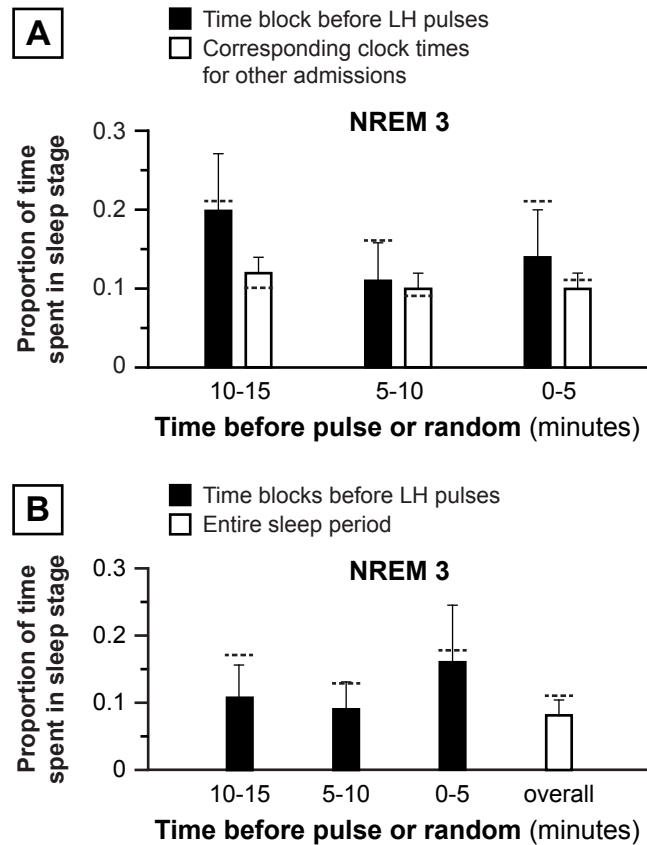 A
Time block before LH pulses
Corresponding clock times
for other admissions
NREM 3
Proportion of time
spent in sleep stage
0.3
0.2
0.1
0
10-15
5-10
0-5
Time before pulse or random (minutes)
B
Time blocks before LH pulses
Entire sleep period
NREM 3
Proportion of time
spent in sleep stage
0.3
0.2
0.1
0
10-15
5-10
0-5
overall
Time before pulse or random (minutes)